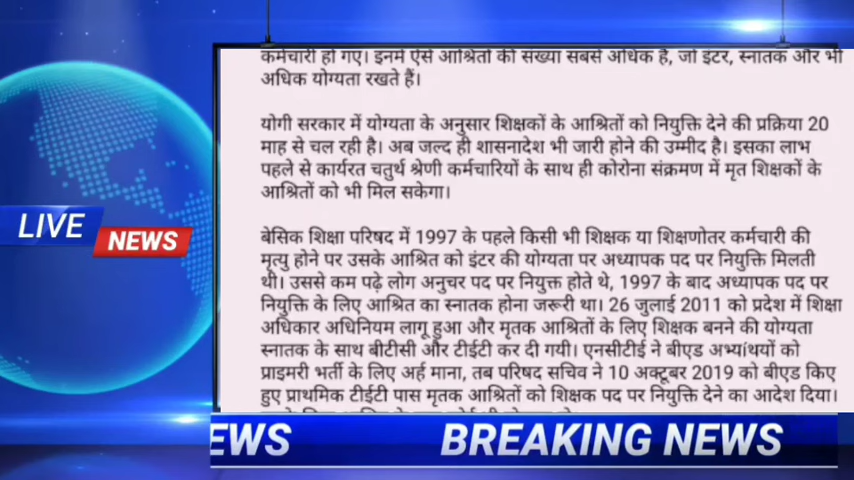 कर्मचारी हो गए। इनमें ऐसे आश्रितों की संख्या सबसे अधिक है, जो इंटर, स्नातक और भी
अधिक योग्यता रखते हैं।
योगी सरकार में योग्यता के अनुसार शिक्षकों के आश्रितों को नियुक्ति देने की प्रक्रिया 20
माह से चल रही है। अब जल्द ही शासनादेश भी जारी होने की उम्मीद है। इसका लाभ
पहले से कार्यरत चतुर्थ श्रेणी कर्मचारियों के साथ ही कोरोना संक्रमण में मृत शिक्षकों के
आश्रितों को भी मिल सकेगा।
बेसिक शिक्षा परिषद में 1997 के पहले किसी भी शिक्षक या शिक्षणोतर कर्मचारी की
मृत्यु होने पर उसके आश्रित को इंटर की योग्यता पर अध्यापक पद पर नियुक्ति मिलती
थी। उससे कम पढ़े लोग अनुचर पद पर नियुक्त होते थे, 1997 के बाद अध्यापक पद पर
नियुक्ति के लिए आश्रित का स्नातक होना जरूरी था। 26 जुलाई 2011 को प्रदेश में शिक्षा
अधिकार अधिनियम लागू हुआ और मृतक आश्रितों के लिए शिक्षक बनने की योग्यता
स्नातक के साथ बीटीसी और टीईटी कर दी गयी। एनसीटीई ने बीएड अभ्यíथयों को
प्राइमरी भर्ती के लिए अर्ह माना, तब परिषद सचिव ने 10 अक्टूबर 2019 को बीएड किए
हुए प्राथमिक टीईटी पास मृतक आश्रितों को शिक्षक पद पर नियुक्ति देने का आदेश दिया।
LIVE
NEWS
EWS BREAKING NEWS